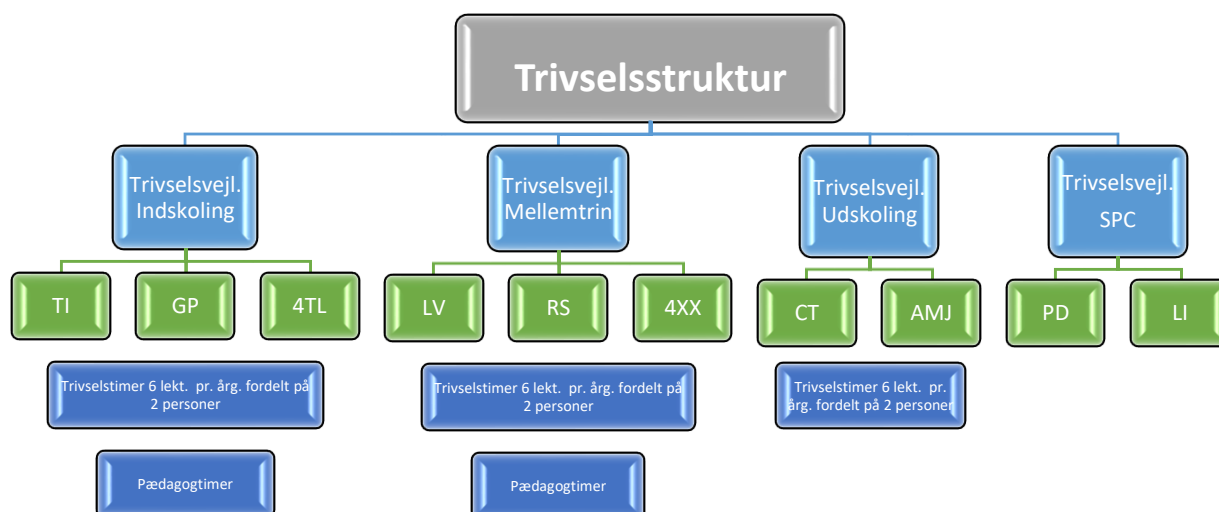 Trivselsstruktur
Trivselsvejl.
Indskoling
Trivselsvejl.
Mellemtrin
Trivselsvejl.
Udskoling
Trivselsvejl.
SPC
TI
GP
4TL
LV
RS
4XX
CT
AMJ
PD
LI
Trivselstimer 6 lekt. pr. årg. fordelt på
2 personer
Trivselstimer 6 lekt. pr. årg. fordelt på
2 personer
Trivselstimer 6 lekt. pr.
årg. fordelt på 2 personer
Pædagogtimer
Pædagogtimer